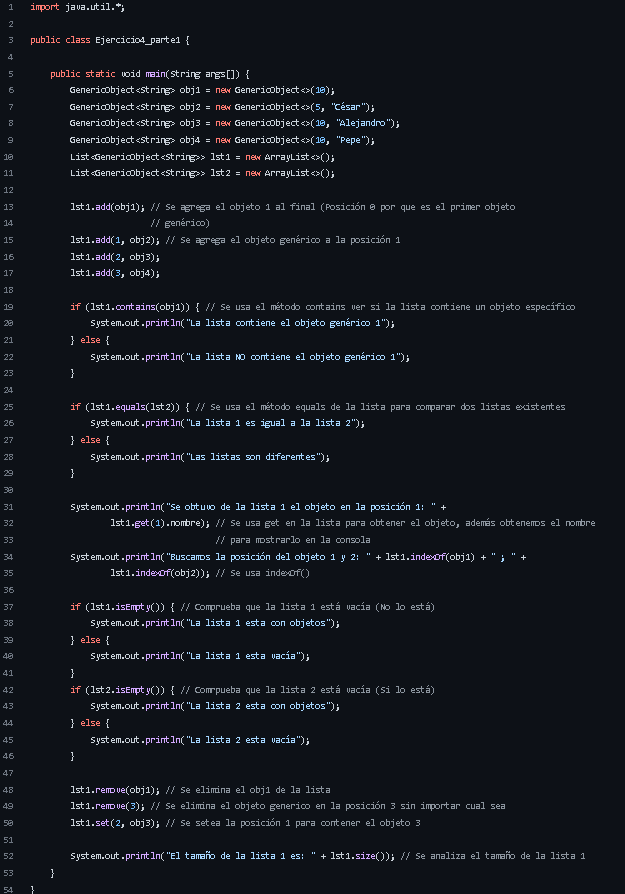 1 import java.util.*;
2
3 public class Ejercicio4_parte1 {
4
5 public static void main(String args[]) {
6 GenericObject<String> obj1 = new GenericObject<>(10);
7 GenericObject<String> obj2 = new GenericObject<>(5, "César");
8 GenericObject<String> obj3 = new GenericObject<>(10, "Alejandro");
9 GenericObject<String> obj4 = new GenericObject<>(10, "Pepe");
10 List<GenericObject<String>> lst1 = new ArrayList<>();
11 List<GenericObject<String>> lst2 = new ArrayList<>();
12
13 lst1.add(obj1); // Se agrega el objeto 1 al final (Posición 0 por que es el primer objeto
14 // genérico)
15 lst1.add(1, obj2); // Se agrega el objeto genérico a la posición 1
16 lst1.add(2, obj3);
17 lst1.add(3, obj4);
18
19 if (lst1.contains(obj1)) { // Se usa el método contains ver si la lista contiene un objeto específico
20 System.out.println("La lista contiene el objeto genérico 1");
21 } else {
22 System.out.println("La lista NO contiene el objeto genérico 1");
23 }
24
25 if (lst1.equals(lst2)) { // Se usa el método equals de la lista para comparar dos listas existentes
26 System.out.println("La lista 1 es igual a la lista 2");
27 } else {
28 System.out.println("Las listas son diferentes");
29 }
30
31 System.out.println("Se obtuvo de la lista 1 el objeto en la posición 1: " +
32 lst1.get(1).nombre); // Se usa get en la lista para obtener el objeto, además obtenemos el nombre
33 // para mostrarlo en la consola
34 System.out.println("Buscamos la posición del objeto 1 y 2: " + lst1.indexOf(obj1) + " ; " +
35 lst1.indexOf(obj2)); // Se usa indexOf()
36
37 if (lst1.isEmpty()) { // Comprueba que la lista 1 está vacía (No lo está)
38 System.out.println("La lista 1 esta con objetos");
39 } else {
40 System.out.println("La lista 1 esta vacía");
41 }
42 if (lst2.isEmpty()) { // Comprueba que la lista 2 está vacía (Si lo está)
43 System.out.println("La lista 2 esta con objetos");
44 } else {
45 System.out.println("La lista 2 esta vacía");
46 }
47
48 lst1.remove(obj1); // Se elimina el obj1 de la lista
49 lst1.remove(3); // Se elimina el objeto generico en la posición 3 sin importar cual sea
50 lst1.set(2, obj3); // Se setea la posición 1 para contener el objeto 3
51
52 System.out.println("El tamaño de la lista 1 es: " + lst1.size()); // Se analiza el tamaño de la lista 1
53 }
54 }